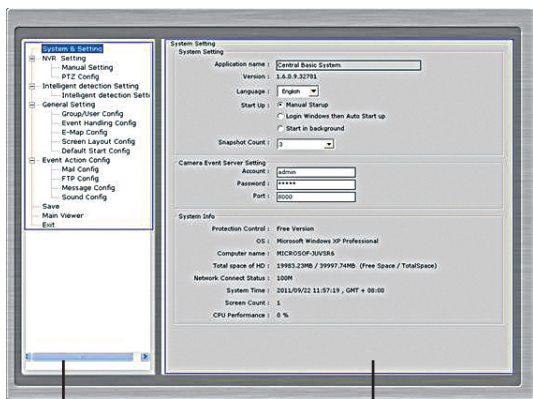 System & Setting
NVR Setting
Manual Setting
PTZ Config
Intelligent detection Setting
Intelligent detection Setti
General Setting
Group/User Config
Event Handling Config
E-Map Config
Screen Layout Config
Default Start Config
Event Action Config
Mail Config
FTP Config
Message Config
Sound Config
Save
Main Viewer
Exit
System Setting
System Setting
Application name : Central Basic System
Version : 1.6.0.9.32781
Language : English
Start Up : Manual Starup
Login Windows then Auto Start up
Start in background
Snapshot Count : 3
Camera Event Server Setting
Account : admin
Password : *****
Port : 8000
System Info
Protection Control : Free Version
OS : Microsoft Windows XP Professional
Computer name : MICROSOF-JUVSR6
Total space of HD : 19983.23MB / 39997.74MB (Free Space / TotalSpace)
Network Connect Status : 100M
System Time : 2011/09/22 11:57:19 , GMT + 08:00
Screen Count : 1
CPU Performance : 0 %